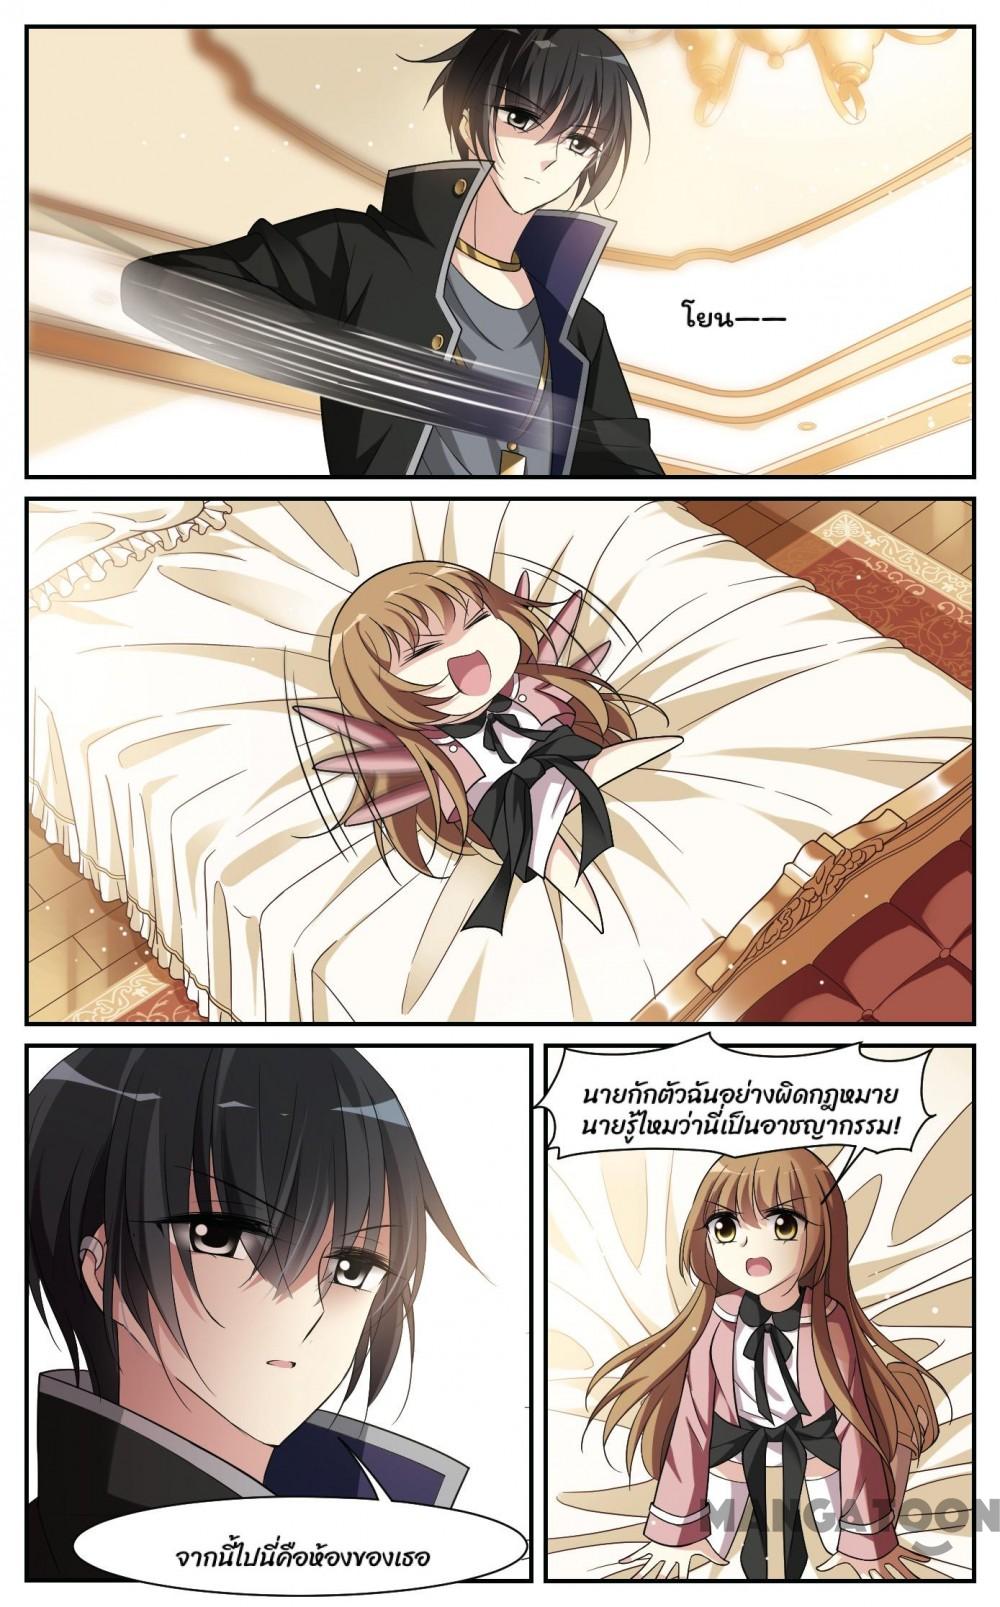 โยน——
นายกักตัวฉันอย่างผิดกฎหมาย
นายรู้ไหมว่านี่เป็นอาชญากรรม!
จากนี้ไปนี่คือห้องของเธอ
MANGATOON